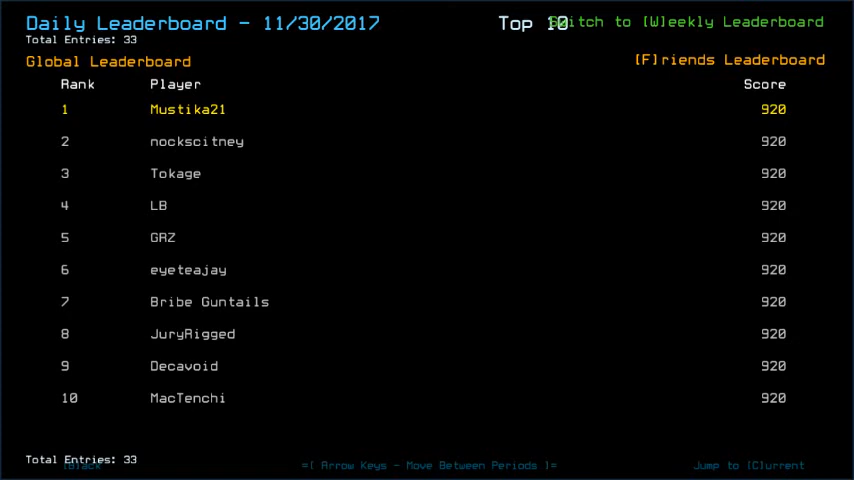 Daily Leaderboard - 11/30/2017 Top 10 Switch to [W]eekly Leaderboard
Total Entries: 33
Global Leaderboard [F]riends Leaderboard
Rank Player Score
1 Mustika21 920
2 nockscitney 920
3 Tokage 920
4 LB 920
5 GRZ 920
6 eyeteajay 920
7 Bribe Guntails 920
8 JuryRigged 920
9 Decavoid 920
10 MacTenchi 920
Total Entries: 33
[B]ack =[ Arrow Keys - Move Between Periods ]= Jump to [C]urrent